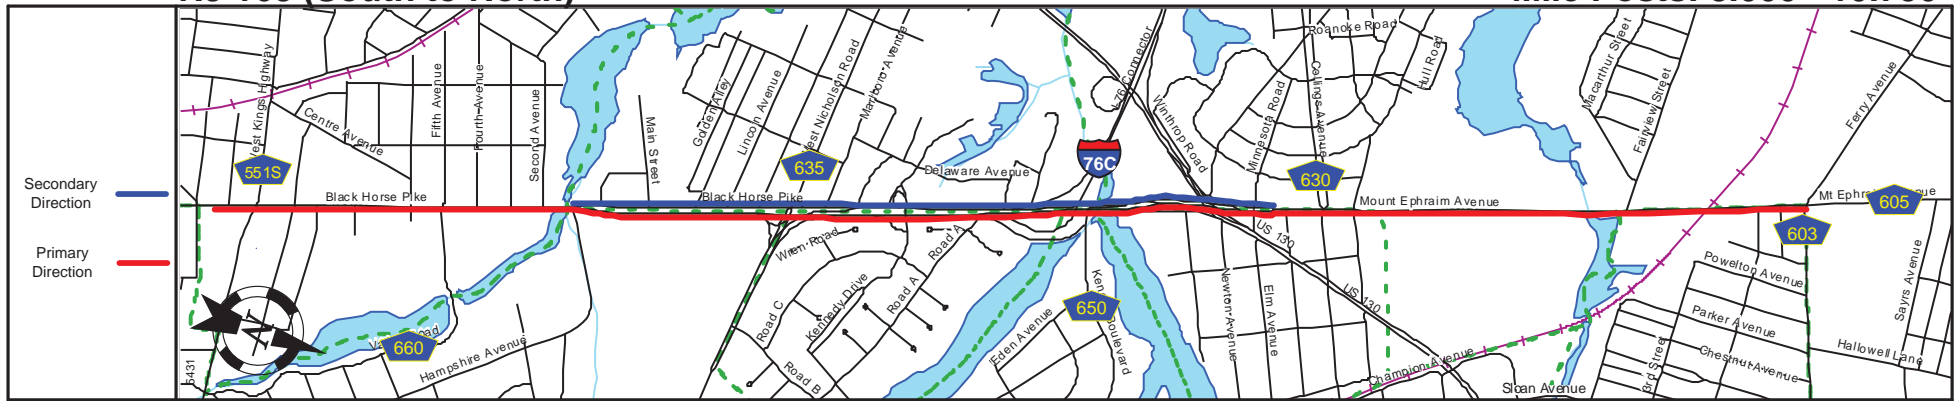 Secondary
Direction
Primary
Direction
West Kings Highway
Centre Avenue
Fifth Avenue
Fourth Avenue
Second Avenue
Main Street
Golden Alley
Lincoln Avenue
West Nicholson Road
Marlboro Avenue
Delaware Avenue
I-76 Connector
Winthrop Road
Minnesota Road
Collings Avenue
Roanoke Road
Hull Road
Macarthur Street
Fairview Street
Ferry Avenue
551S
635
76C
630
605
603
650
660
Black Horse Pike
Black Horse Pike
Mount Ephraim Avenue
Mt Ephraim Avenue
Wren Road
Road A
Road A
Road C
Kennedy Drive
Road B
Eden Avenue
US 130
US 130
Newton Avenue
Elm Avenue
Champion Avenue
Sloan Avenue
3rd Street
Powelton Avenue
Parker Avenue
Chestnut Avenue
Sayrs Avenue
Hallowell Lane
Hampshire Avenue
Road
N
5431